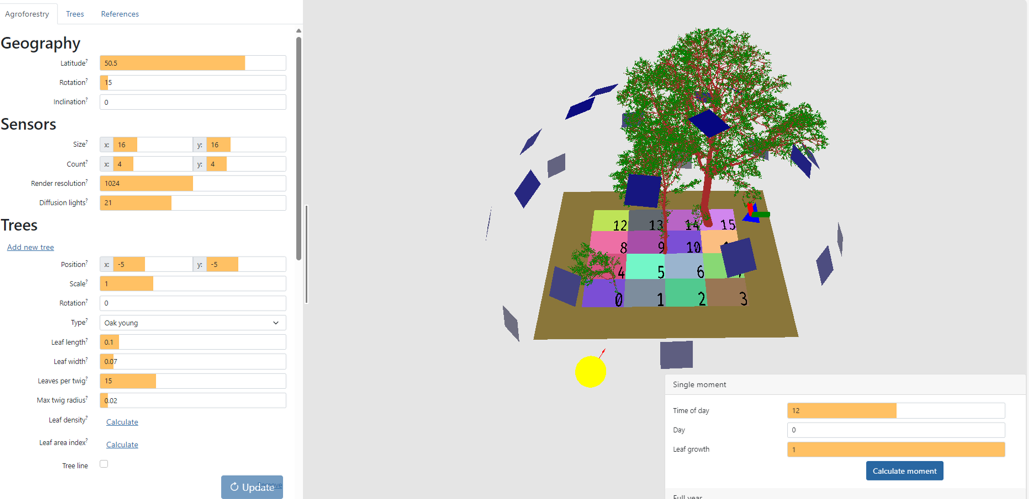 Agroforestry Trees References
Geography
Latitude? 50.5
Rotation? 15
Inclination? 0
Sensors
Size? x: 16 y: 16
Count? x: 4 y: 4
Render resolution? 1024
Diffusion lights? 21
Trees
Add new tree
Position? x: -5 y: -5
Scale? 1
Rotation? 0
Type? Oak young
Leaf length? 0.1
Leaf width? 0.07
Leaves per twig? 15
Max twig radius? 0.02
Leaf density? Calculate
Leaf area index? Calculate
Tree line
Update
12 13 14 15
8 9 10
4 5 6
0 1 2 3
Single moment
Time of day 12
Day 0
Leaf growth 1
Calculate moment
Full year